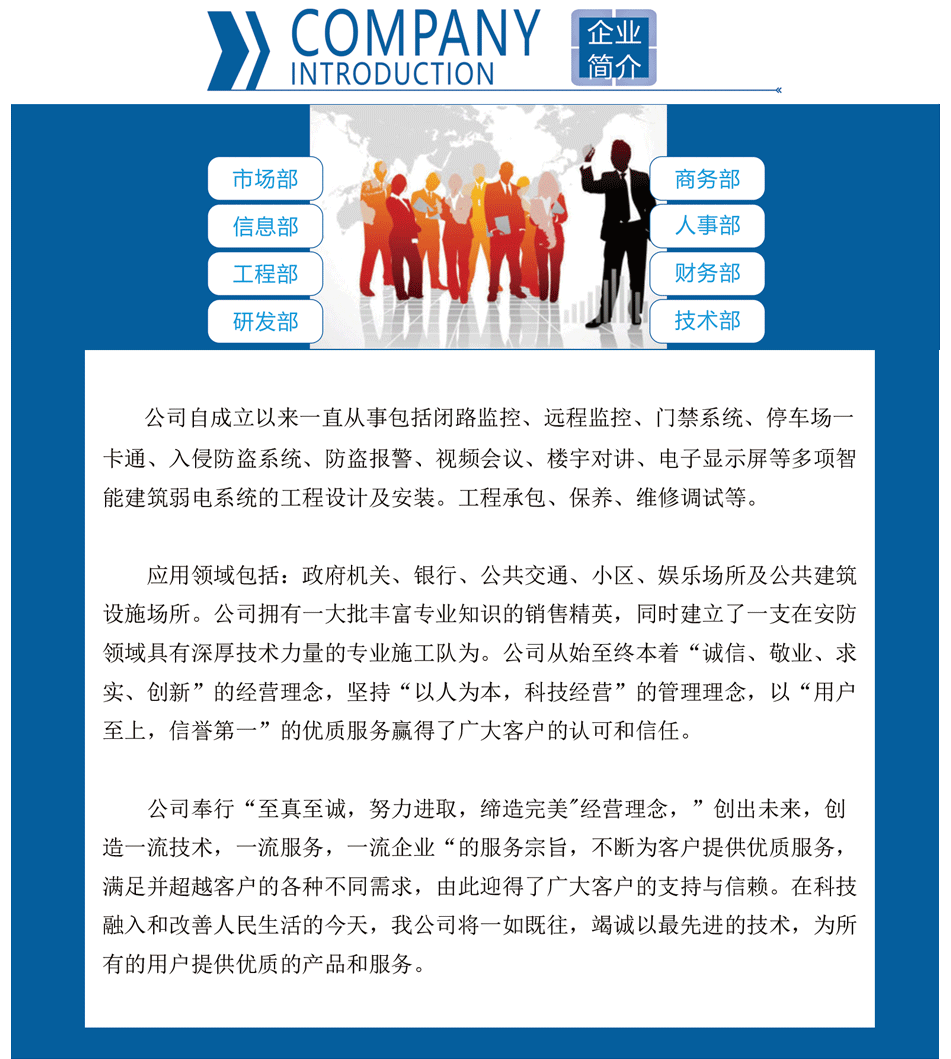 COMPANY
INTRODUCTION
企业
简介
市场部
信息部
工程部
研发部
商务部
人事部
财务部
技术部
公司自成立以来一直从事包括闭路监控、远程监控、门禁系统、停车场一
卡通、入侵防盗系统、防盗报警、视频会议、楼宇对讲、电子显示屏等多项智
能建筑弱电系统的工程设计及安装。工程承包、保养、维修调试等。
应用领域包括：政府机关、银行、公共交通、小区、娱乐场所及公共建筑
设施场所。公司拥有一大批丰富专业知识的销售精英，同时建立了一支在安防
领域具有深厚技术力量的专业施工队为。公司从始至终本着“诚信、敬业、求
实、创新”的经营理念，坚持“以人为本，科技经营”的管理理念，以“用户
至上，信誉第一”的优质服务赢得了广大客户的认可和信任。
公司奉行“至真至诚，努力进取，缔造完美"经营理念，”创出未来，创
造一流技术，一流服务，一流企业“的服务宗旨，不断为客户提供优质服务，
满足并超越客户的各种不同需求，由此迎得了广大客户的支持与信赖。在科技
融入和改善人民生活的今天，我公司将一如既往，竭诚以最先进的技术，为所
有的用户提供优质的产品和服务。